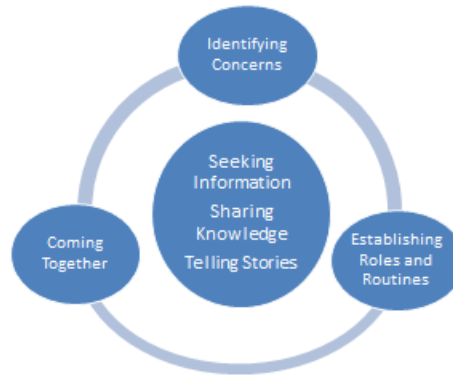 Identifying
Concerns
Seeking
Information
Sharing
Knowledge
Telling Stories
Coming
Together
Establishing
Roles and
Routines